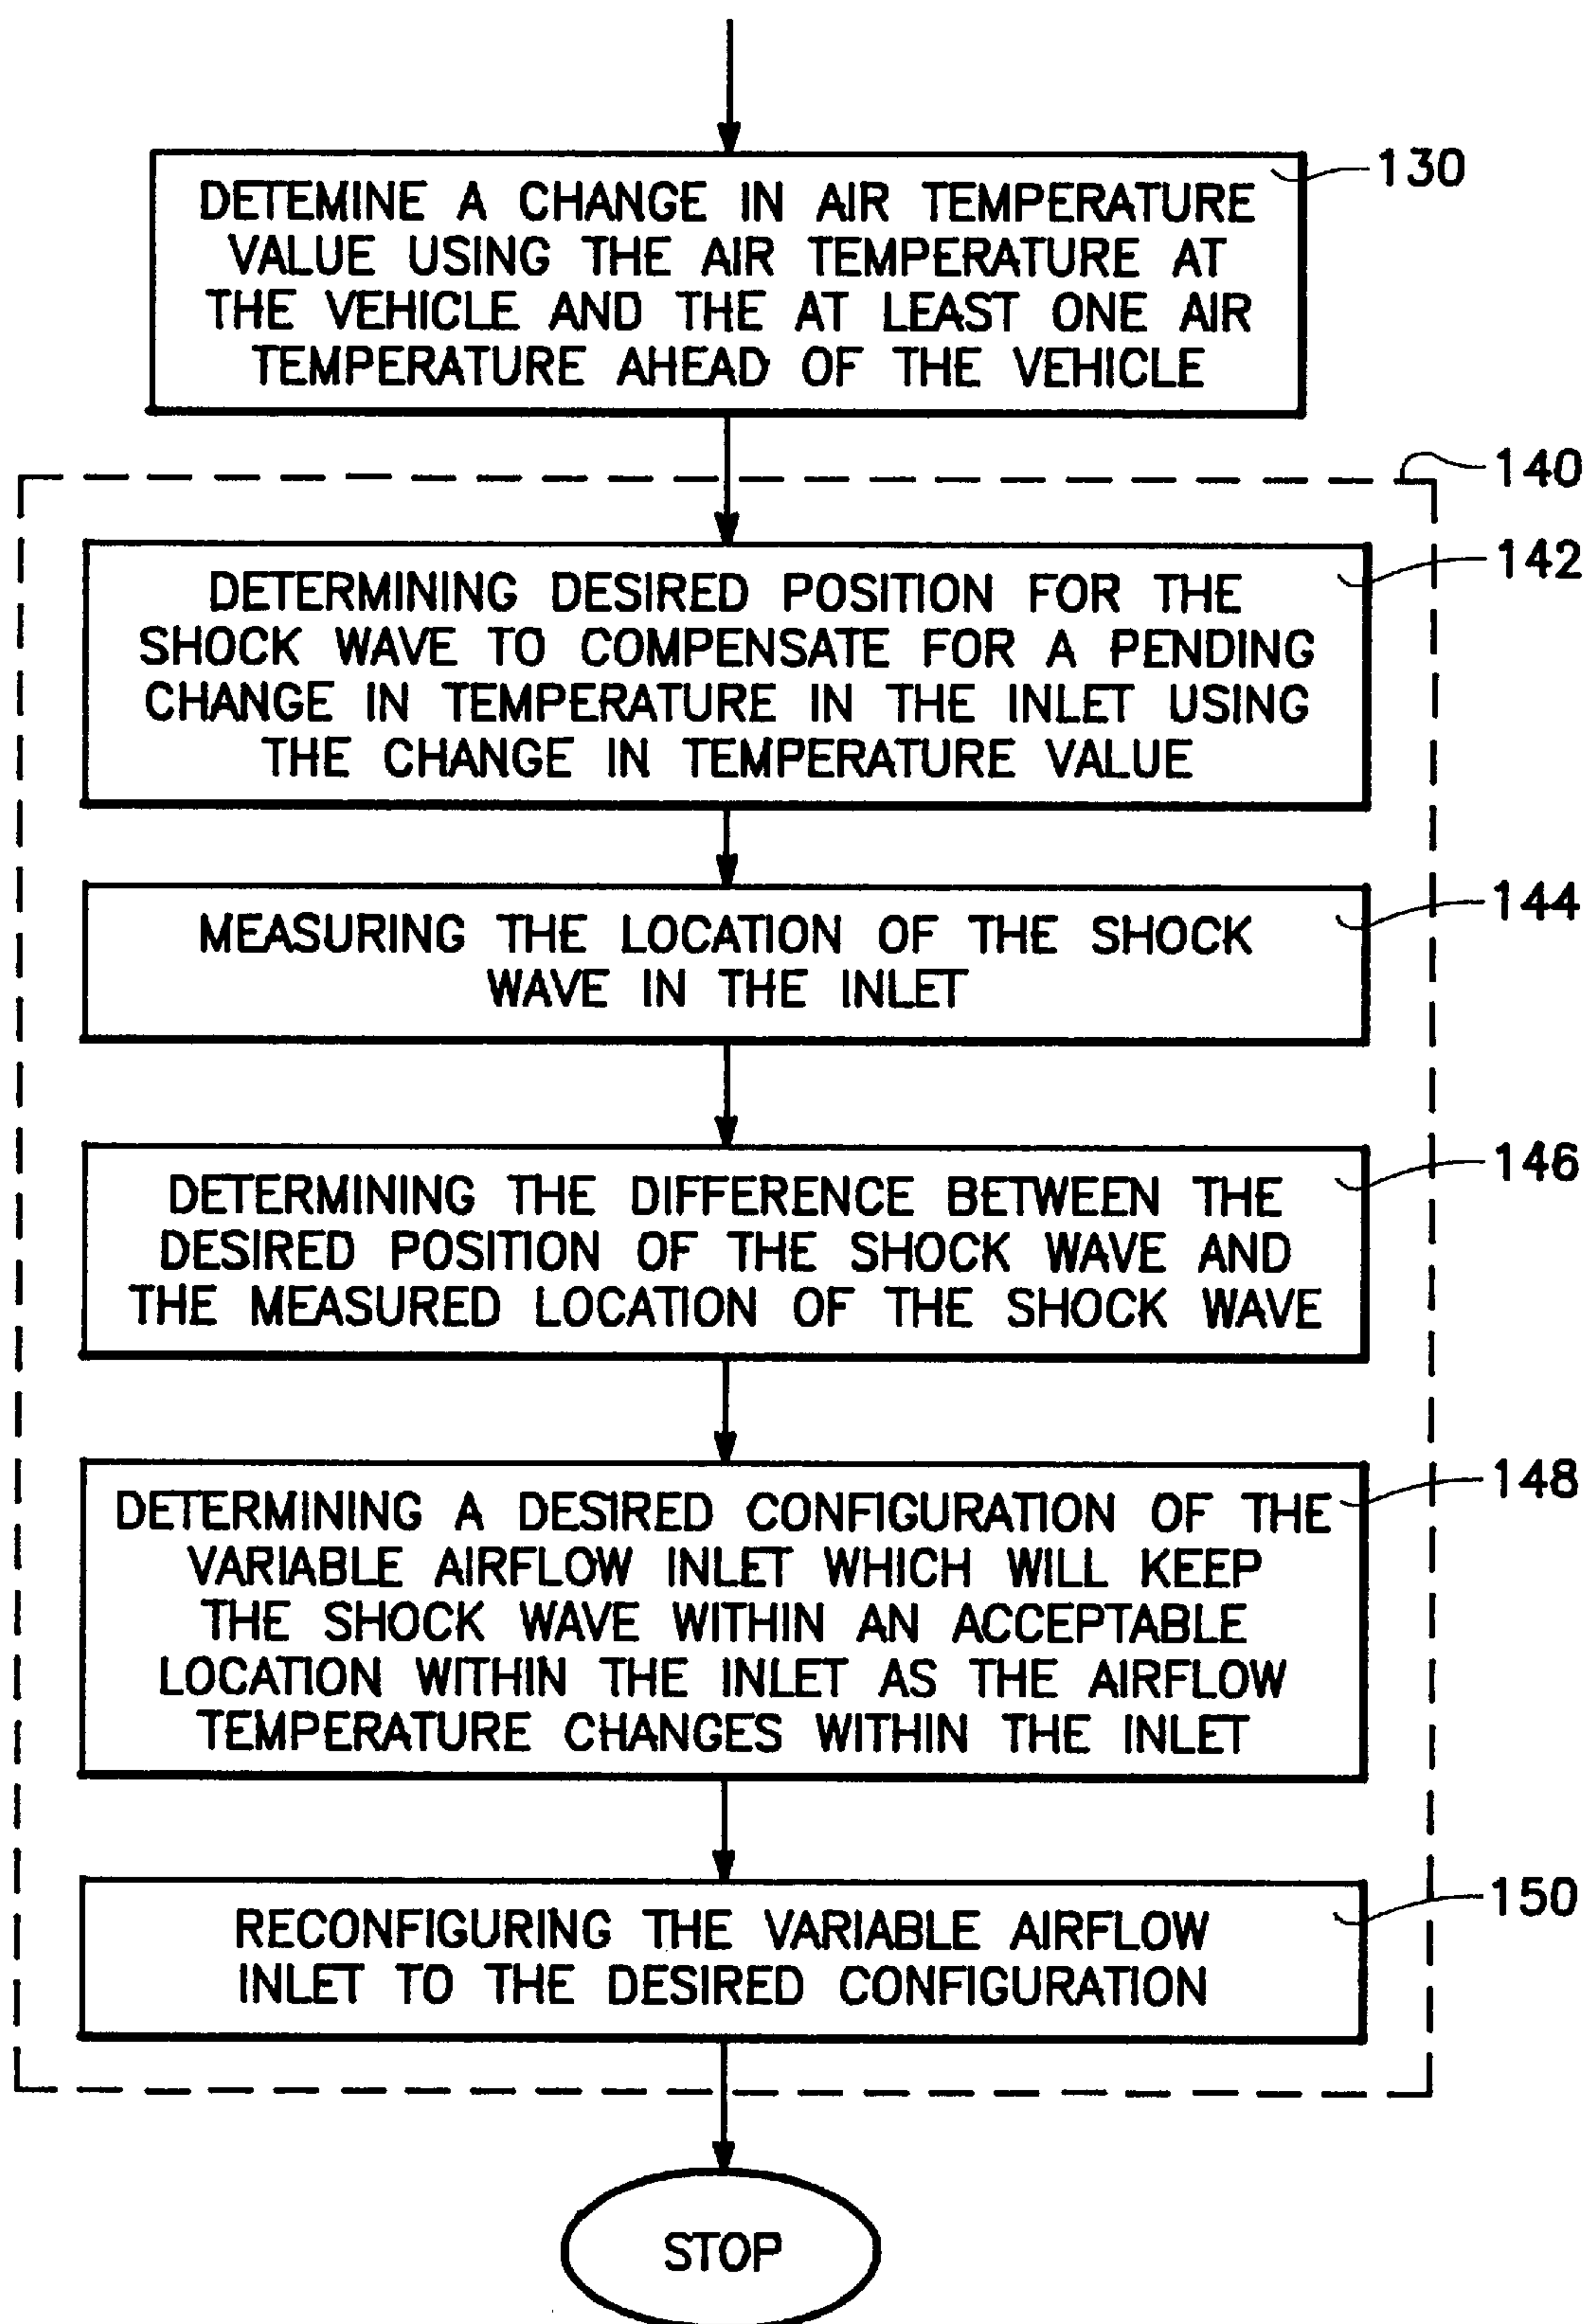 130
DETEMINE A CHANGE IN AIR TEMPERATURE
VALUE USING THE AIR TEMPERATURE AT
THE VEHICLE AND THE AT LEAST ONE AIR
TEMPERATURE AHEAD OF THE VEHICLE
140
142
DETERMINING DESIRED POSITION FOR THE
SHOCK WAVE TO COMPENSATE FOR A PENDING
CHANGE IN TEMPERATURE IN THE INLET USING
THE CHANGE IN TEMPERATURE VALUE
144
MEASURING THE LOCATION OF THE SHOCK
WAVE IN THE INLET
146
DETERMINING THE DIFFERENCE BETWEEN THE
DESIRED POSITION OF THE SHOCK WAVE AND
THE MEASURED LOCATION OF THE SHOCK WAVE
148
DETERMINING A DESIRED CONFIGURATION OF THE
VARIABLE AIRFLOW INLET WHICH WILL KEEP
THE SHOCK WAVE WITHIN AN ACCEPTABLE
LOCATION WITHIN THE INLET AS THE AIRFLOW
TEMPERATURE CHANGES WITHIN THE INLET
150
RECONFIGURING THE VARIABLE AIRFLOW
INLET TO THE DESIRED CONFIGURATION
STOP